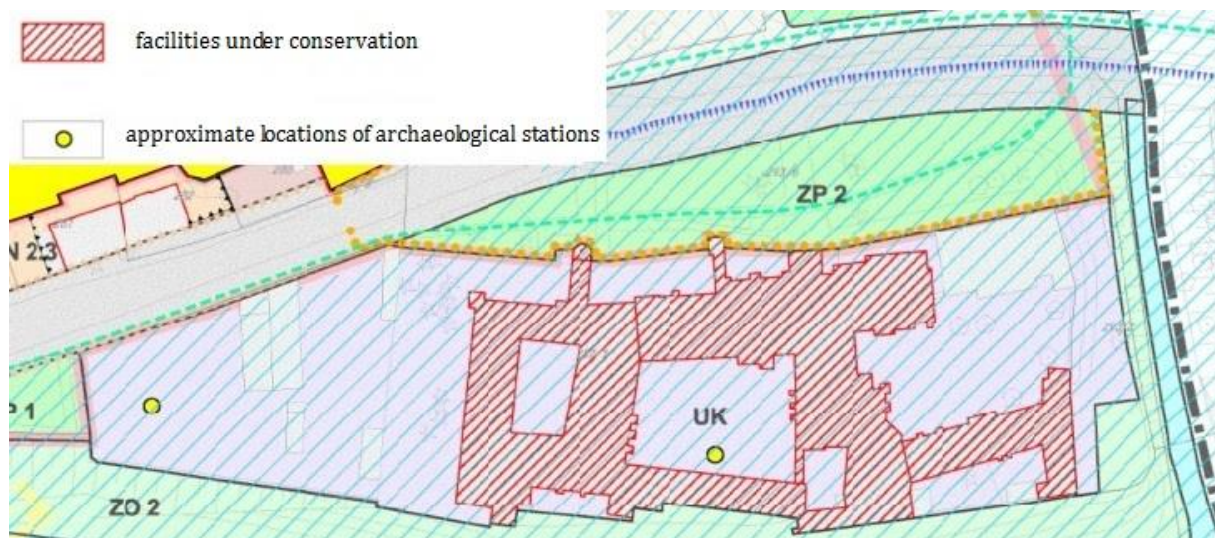 facilities under conservation
approximate locations of archaeological stations
ZP 2
N 2.3
UK
P 1
ZO 2